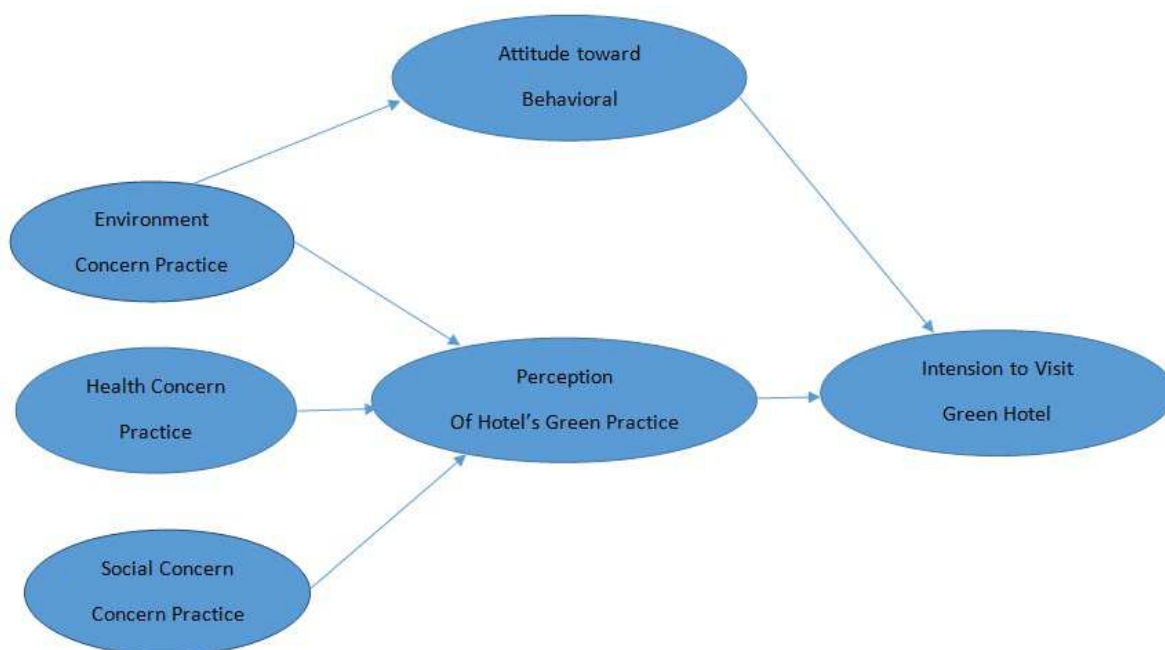 Attitude toward
Behavioral
Environment
Concern Practice
Health Concern
Practice
Perception
Of Hotel’s Green Practice
Intension to Visit
Green Hotel
Social Concern
Concern Practice